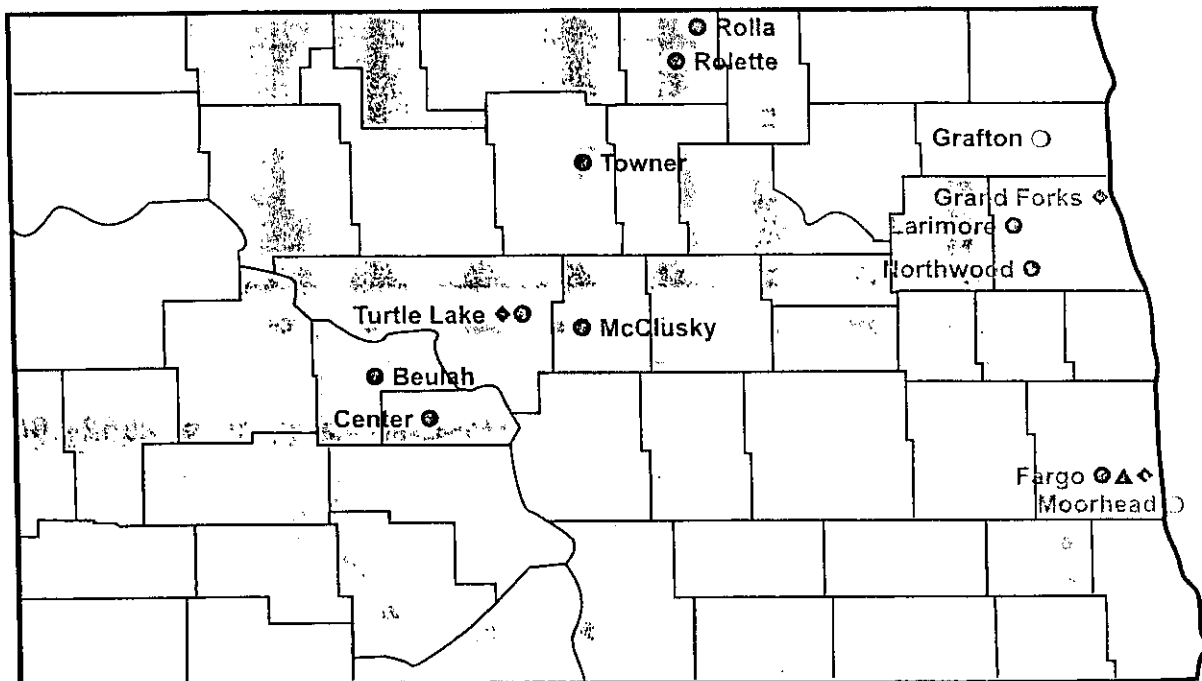 Rolla
Rolette
Grafton
Towner
Grand Forks
Larimore
Northwood
Turtle Lake
McClusky
Beulah
Center
Fargo
Moorhead